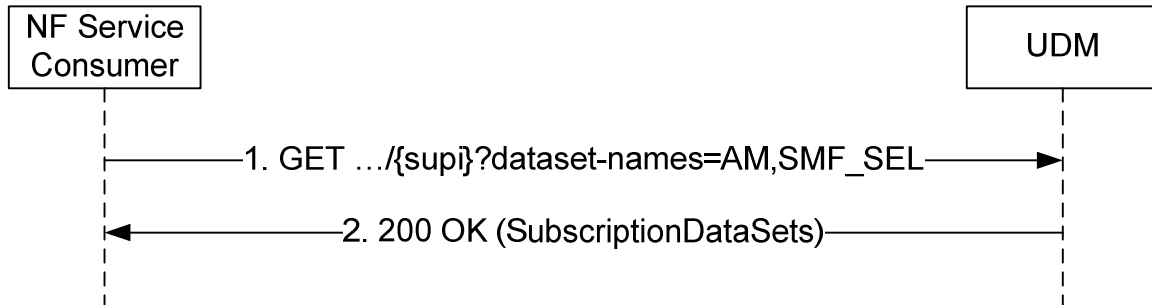 NF Service
Consumer
UDM
1. GET …/{supi}?dataset-names=AM,SMF_SEL
2. 200 OK (SubscriptionDataSets)